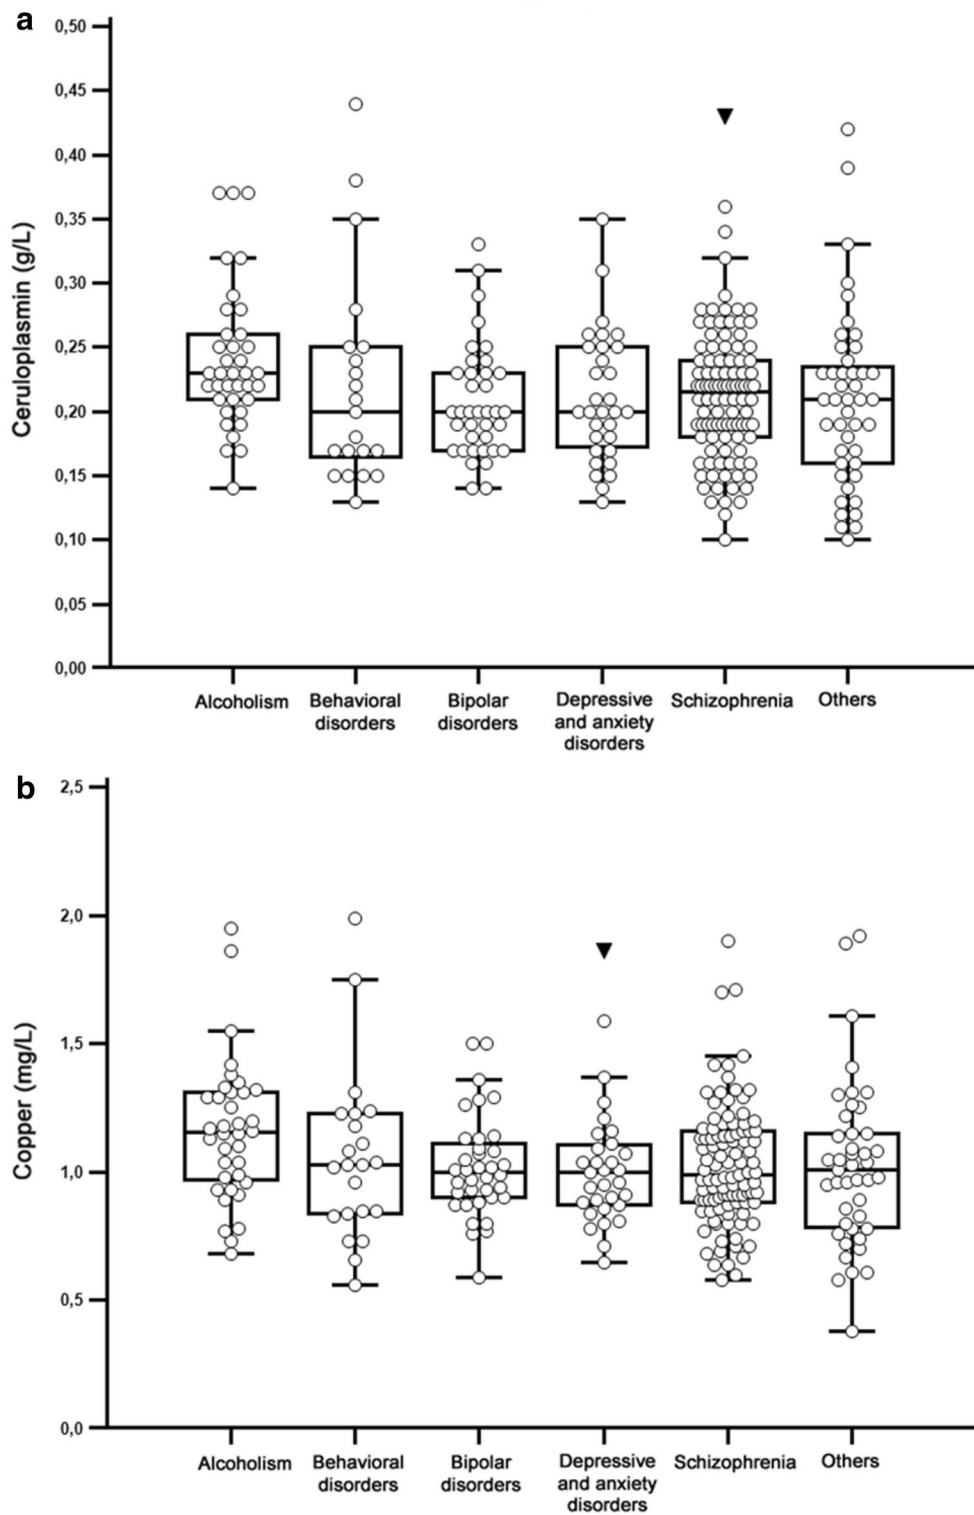 a
Ceruloplasmin (g/L)
0,50
0,45
0,40
0,35
0,30
0,25
0,20
0,15
0,10
0,05
0,00
Alcoholism
Behavioral
disorders
Bipolar
disorders
Depressive
and anxiety
disorders
Schizophrenia
Others
b
Copper (mg/L)
2,5
2,0
1,5
1,0
0,5
0,0
Alcoholism
Behavioral
disorders
Bipolar
disorders
Depressive
and anxiety
disorders
Schizophrenia
Others